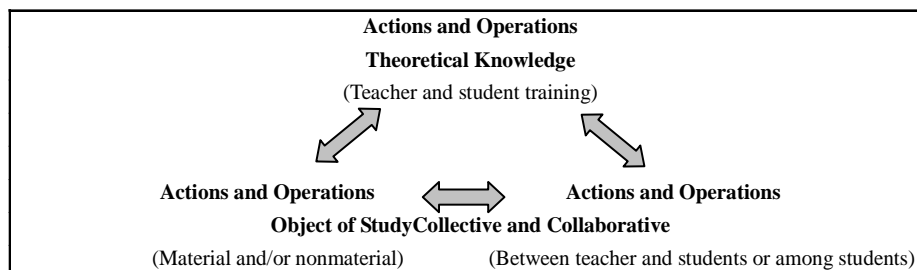 Actions and Operations
Theoretical Knowledge
(Teacher and student training)
Actions and Operations Actions and Operations
Object of StudyCollective and Collaborative
(Material and/or nonmaterial) (Between teacher and students or among students)